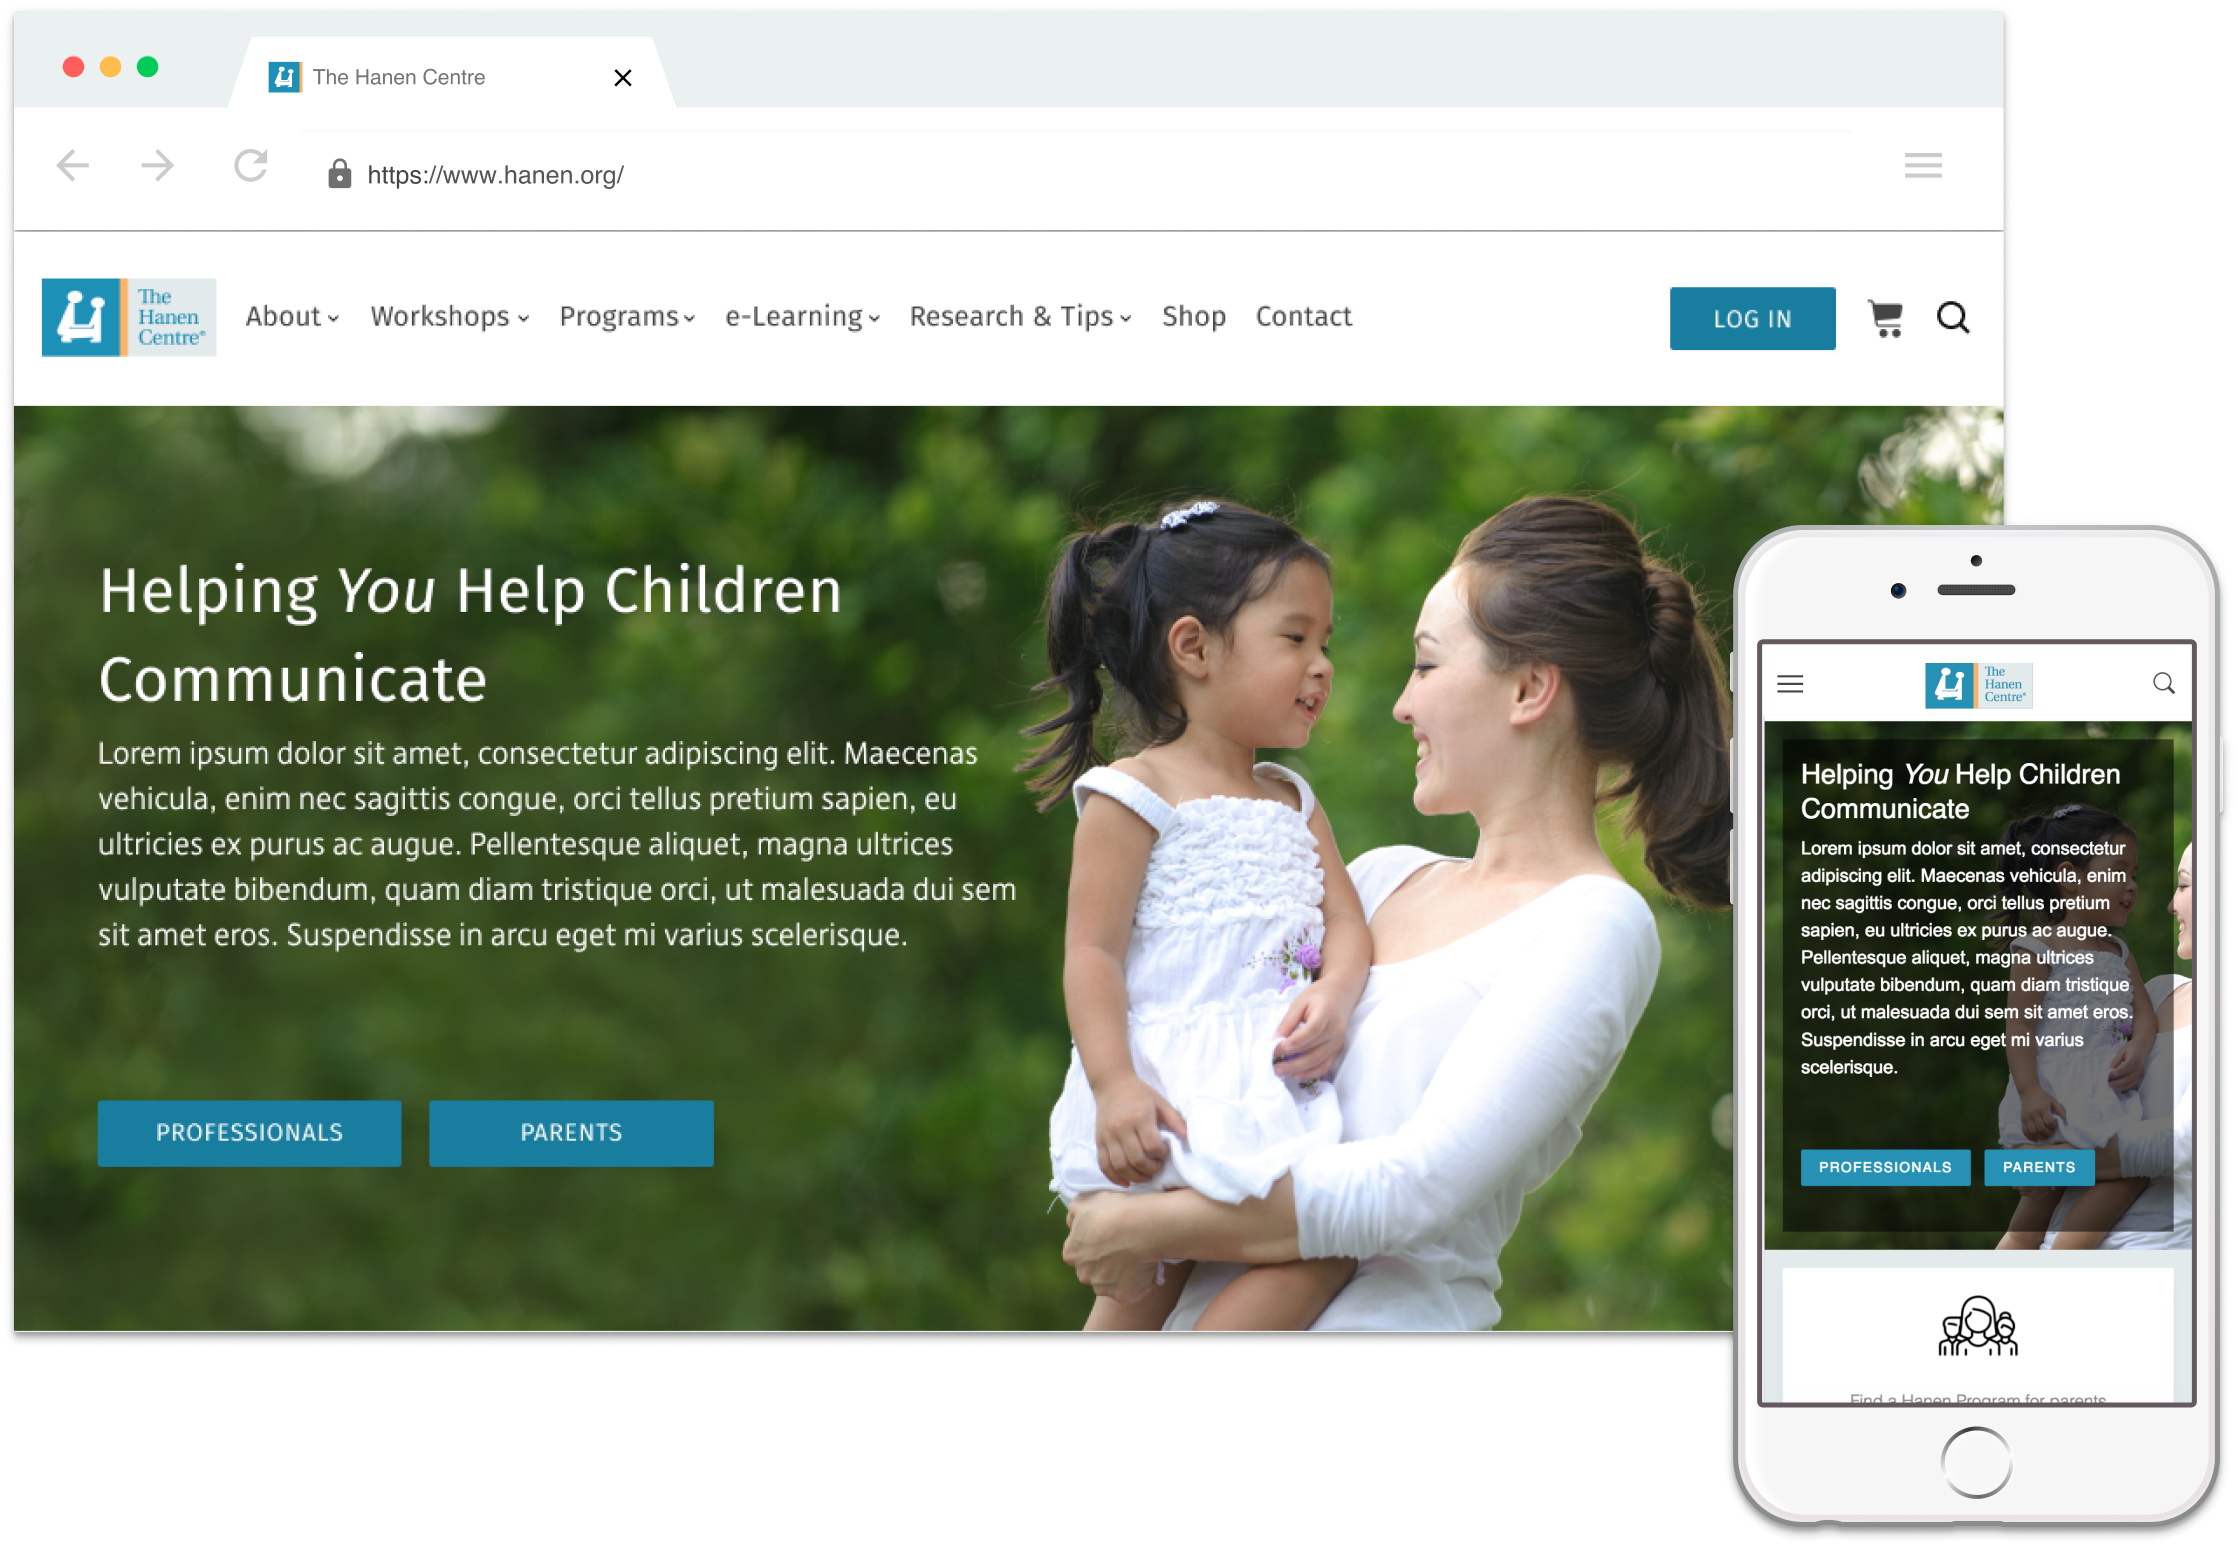 The Hanen Centre
https://www.hanen.org/
The
Hanen
Centre®
About Workshops Programs e-Learning Research & Tips Shop Contact
LOG IN
Helping You Help Children
Communicate
Lorem ipsum dolor sit amet, consectetur adipiscing elit. Maecenas
vehicula, enim nec sagittis congue, orci tellus pretium sapien, eu
ultricies ex purus ac augue. Pellentesque aliquet, magna ultrices
vulputate bibendum, quam diam tristique orci, ut malesuada dui sem
sit amet eros. Suspendisse in arcu eget mi varius scelerisque.
PROFESSIONALS PARENTS
The
Hanen
Centre®
Helping You Help Children
Communicate
Lorem ipsum dolor sit amet, consectetur
adipiscing elit. Maecenas vehicula, enim
nec sagittis congue, orci tellus pretium
sapien, eu ultricies ex purus ac augue.
Pellentesque aliquet, magna ultrices
vulputate bibendum, quam diam tristique
orci, ut malesuada dui sem sit amet eros.
Suspendisse in arcu eget mi varius
scelerisque.
PROFESSIONALS PARENTS
Find a Hanen Program for parents